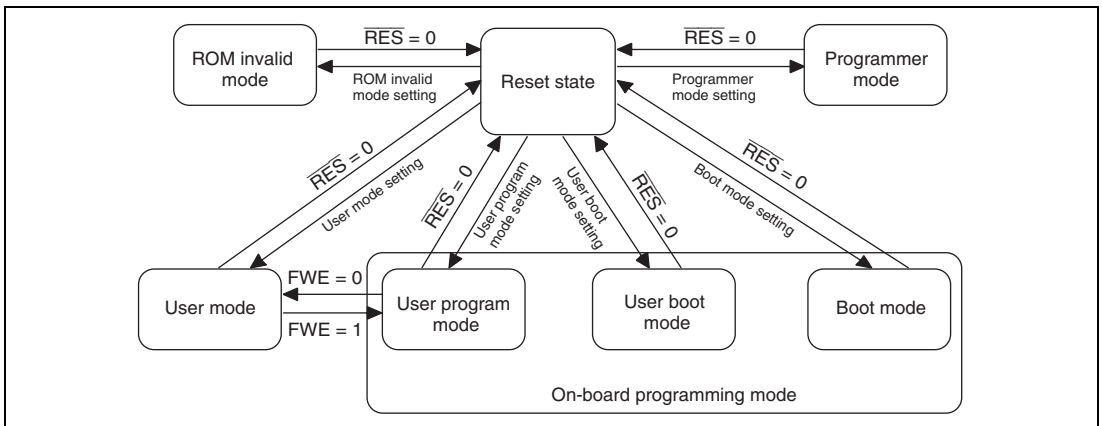 ROM invalid
mode
RES = 0
ROM invalid
mode setting
Reset state
RES = 0
Programmer
mode setting
Programmer
mode
RES = 0
User mode setting
RES = 0
User program
mode setting
User boot
mode setting
RES = 0
Boot mode setting
RES = 0
User mode
FWE = 0
FWE = 1
User program
mode
User boot
mode
Boot mode
On-board programming mode